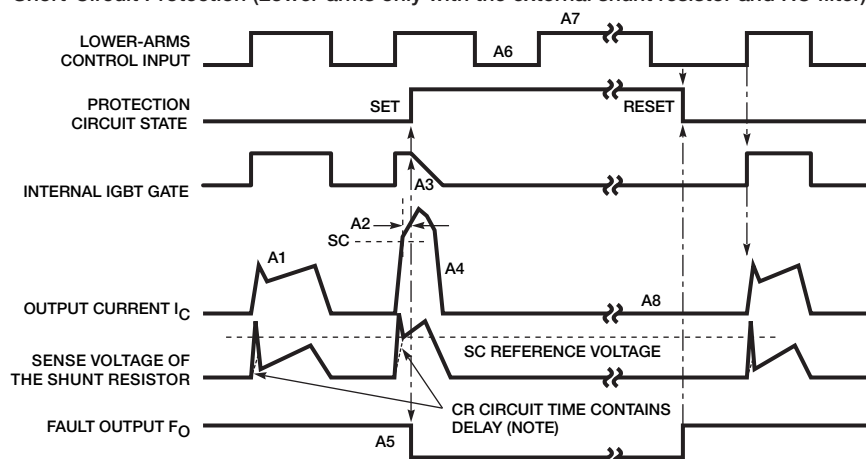 Short-Circuit Protection (Lower-arms only with the external shunt resistor and RC filter)
A7
LOWER-ARMS
CONTROL INPUT
A6
PROTECTION
CIRCUIT STATE
SET
RESET
INTERNAL IGBT GATE
A3
A2
SC
A1
A4
OUTPUT CURRENT IC
A8
SC REFERENCE VOLTAGE
SENSE VOLTAGE OF
THE SHUNT RESISTOR
CR CIRCUIT TIME CONTAINS
DELAY (NOTE)
FAULT OUTPUT FO
A5